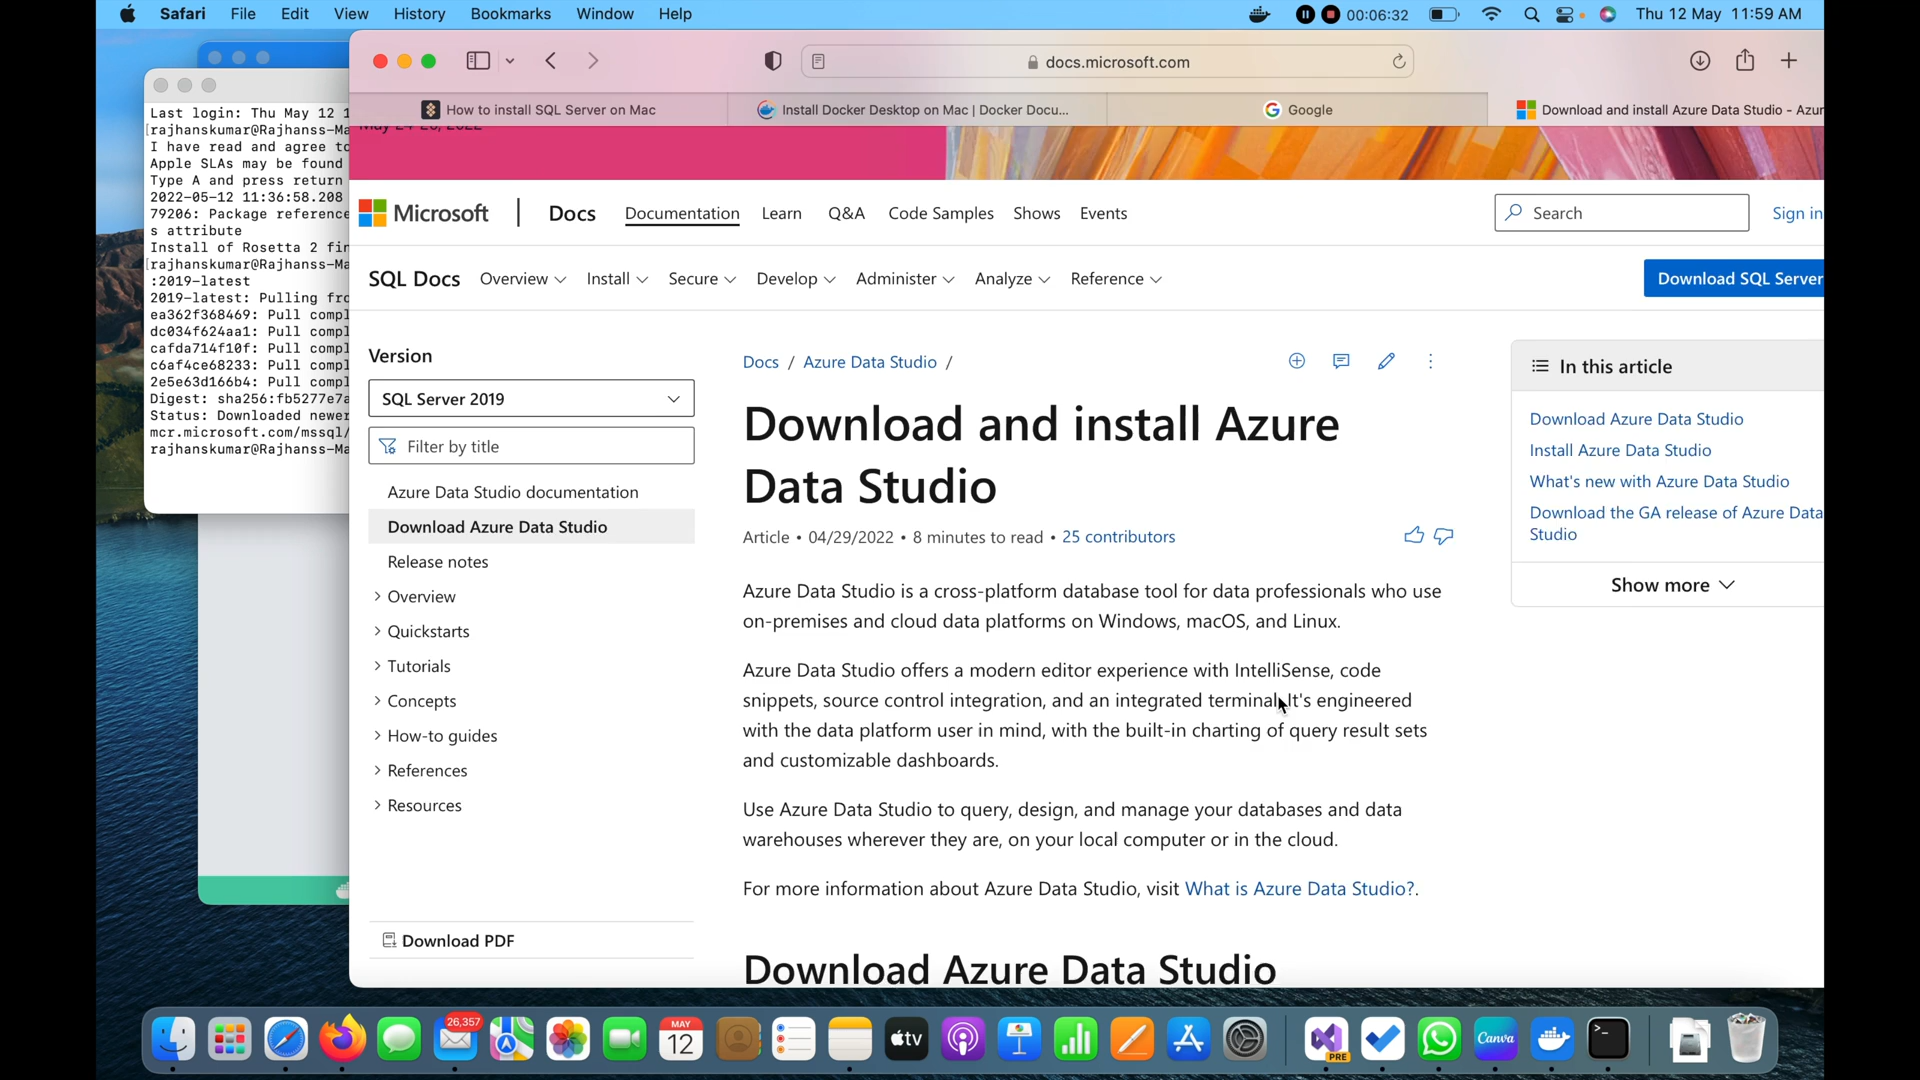 Safari File Edit View History Bookmarks Window Help
00:06:32
Thu 12 May 11:59 AM
docs.microsoft.com
How to install SQL Server on Mac
Install Docker Desktop on Mac | Docker Docu...
Google
Download and install Azure Data Studio - Azur
Last login: Thu May 12 1
[rajhanskumar@Rajhanss-Ma
I have read and agree to
Apple SLAs may be found
Type A and press return
2022-05-12 11:36:58.208
79206: Package reference
s attribute
Install of Rosetta 2 fin
[rajhanskumar@Rajhanss-Ma
:2019-latest
2019-latest: Pulling fro
ea362f368469: Pull compl
dc034f624aa1: Pull compl
cafda714f10f: Pull compl
c6af4ce68233: Pull compl
2e5e63d166b4: Pull compl
Digest: sha256:fb5277e7a
Status: Downloaded newer
mcr.microsoft.com/mssql/
rajhanskumar@Rajhanss-Ma
Microsoft Docs Documentation Learn Q&A Code Samples Shows Events
Search
Sign in
SQL Docs Overview Install Secure Develop Administer Analyze Reference
Download SQL Server
Version
SQL Server 2019
Filter by title
Azure Data Studio documentation
Download Azure Data Studio
Release notes
Overview
Quickstarts
Tutorials
Concepts
How-to guides
References
Resources
Download PDF
Docs / Azure Data Studio /
Download and install Azure
Data Studio
Article • 04/29/2022 • 8 minutes to read • 25 contributors
Azure Data Studio is a cross-platform database tool for data professionals who use
on-premises and cloud data platforms on Windows, macOS, and Linux.
Azure Data Studio offers a modern editor experience with IntelliSense, code
snippets, source control integration, and an integrated terminal. It's engineered
with the data platform user in mind, with the built-in charting of query result sets
and customizable dashboards.
Use Azure Data Studio to query, design, and manage your databases and data
warehouses wherever they are, on your local computer or in the cloud.
For more information about Azure Data Studio, visit What is Azure Data Studio?.
Download Azure Data Studio
In this article
Download Azure Data Studio
Install Azure Data Studio
What's new with Azure Data Studio
Download the GA release of Azure Data
Studio
Show more
26,357
MAY
12
tv
PRE
Canva
>_